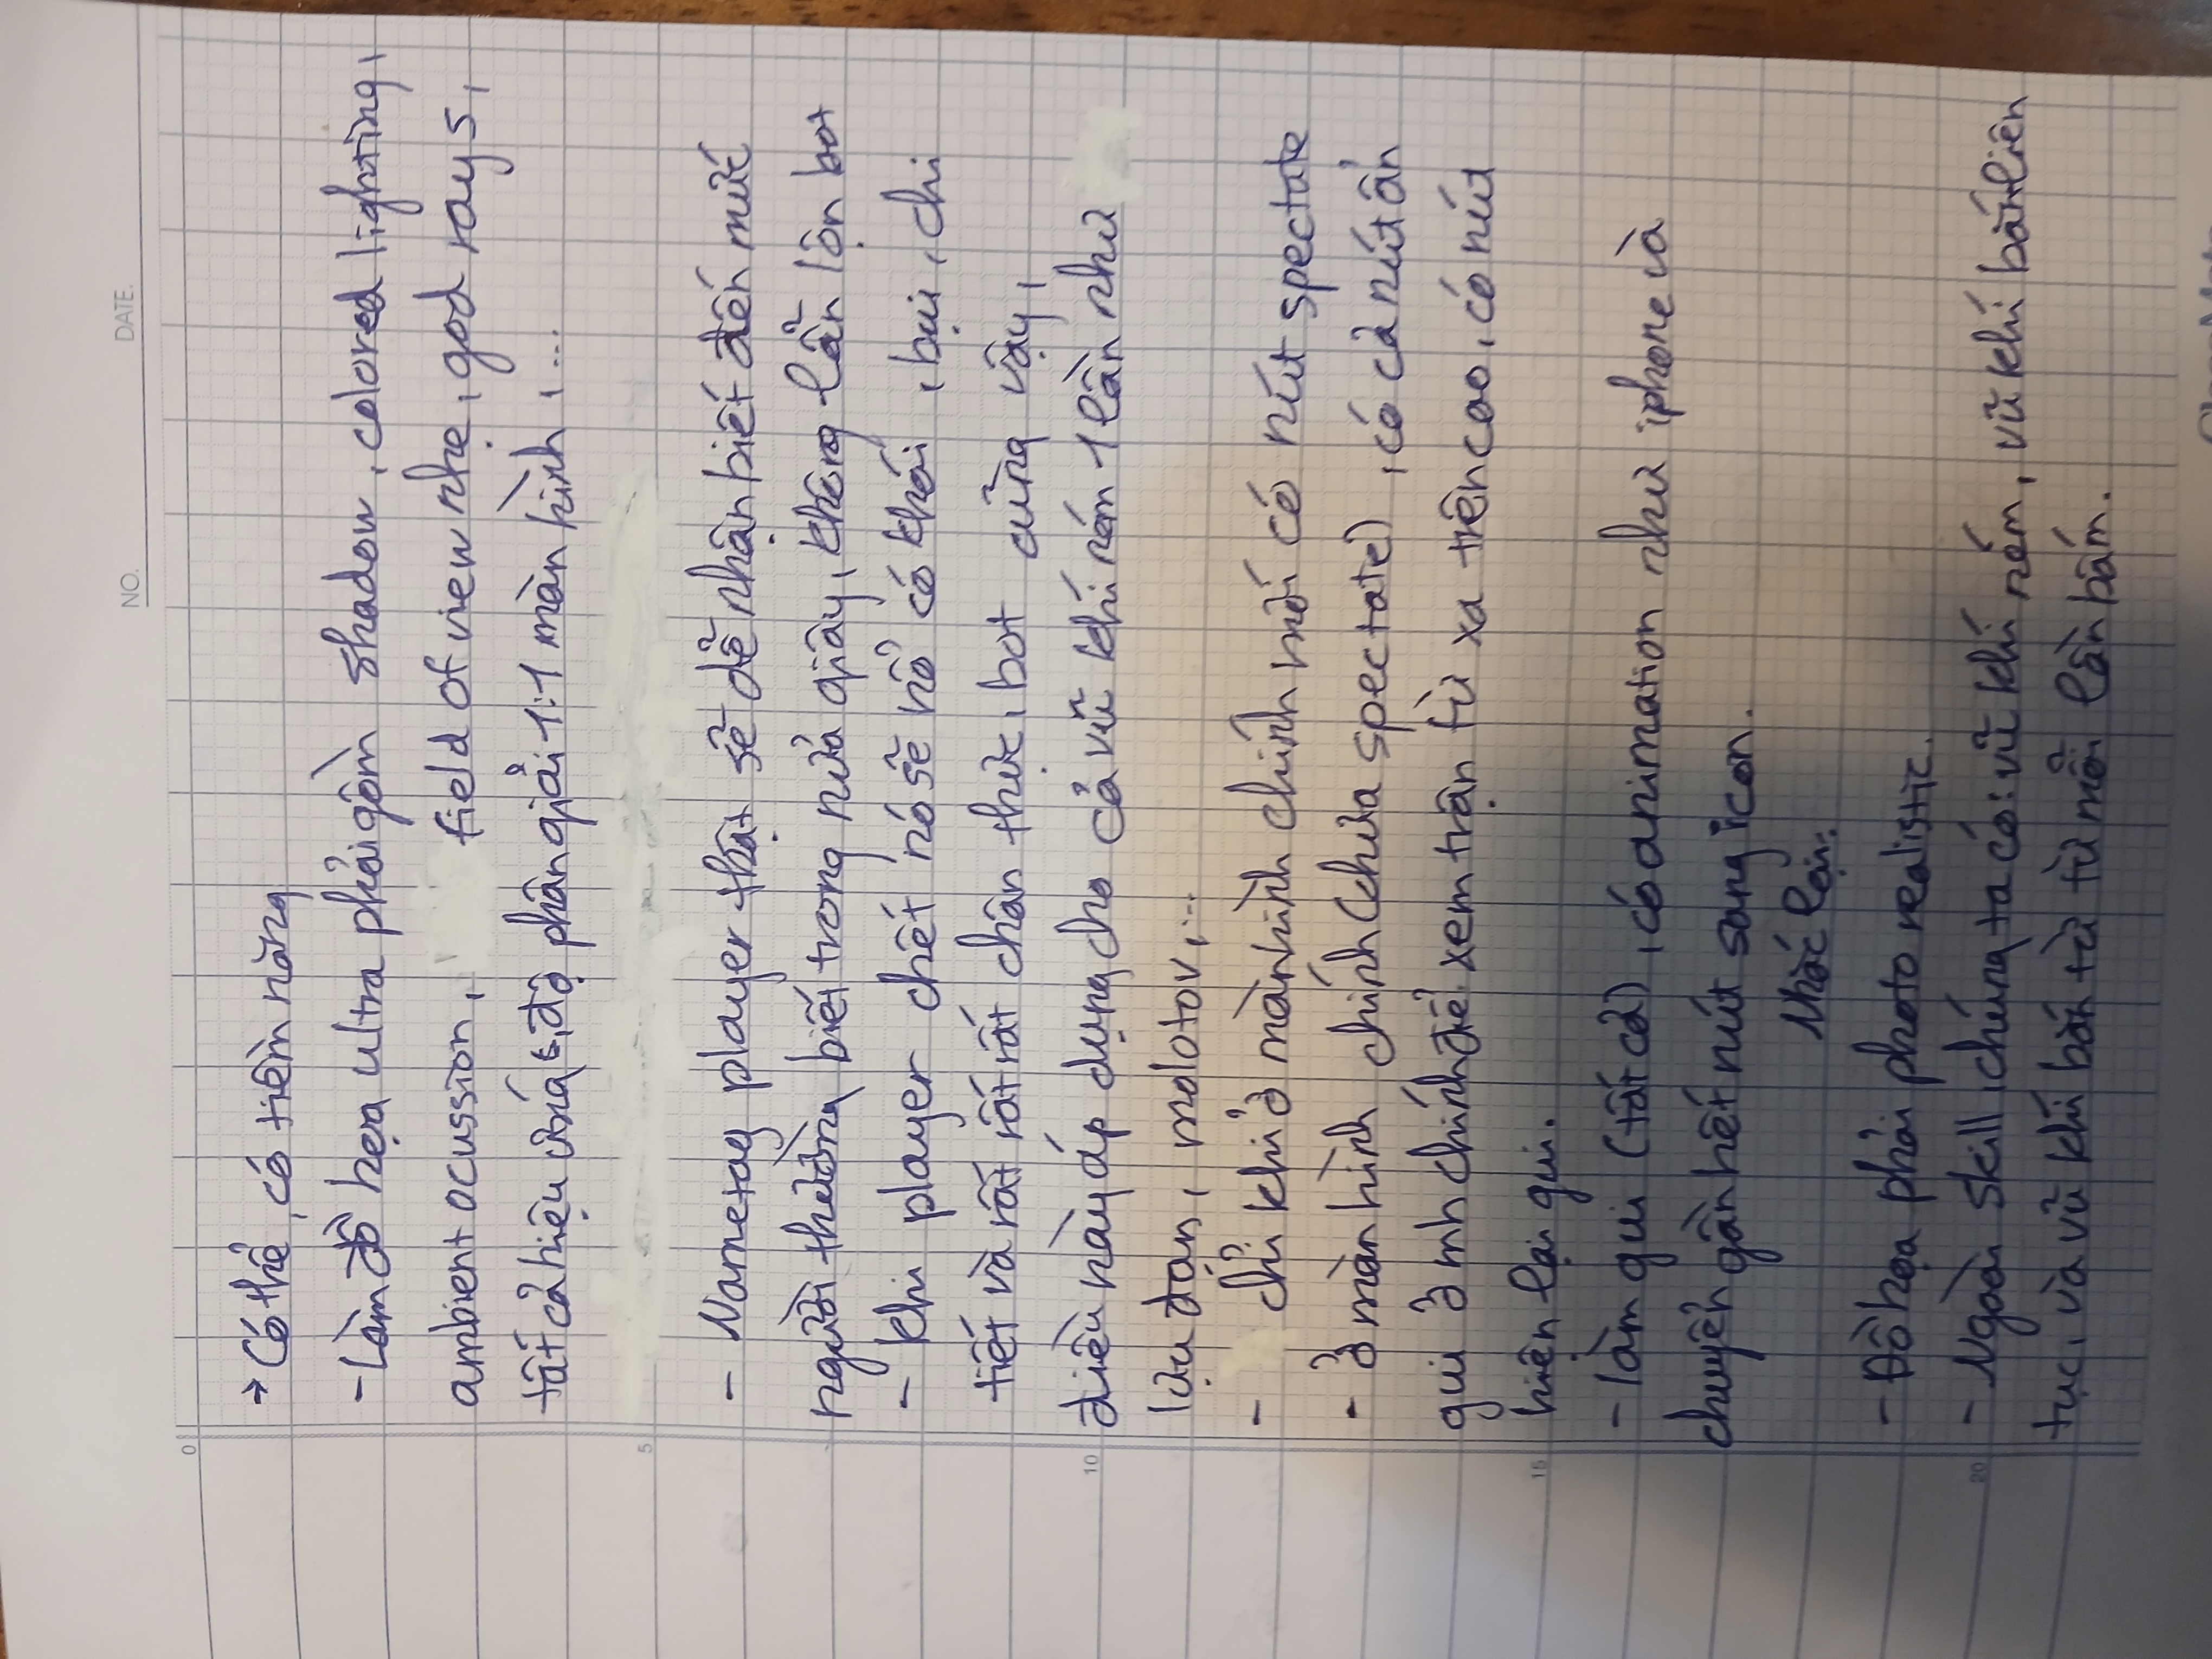 NO.
DATE.
0
→ Có thể, có tiềm năng
- Làm đồ họa ultra phải gồm shadow, colored lighting,
ambient ocussion, field of view nhẹ, god rays,
tất cả hiệu ứng, độ phân giải 1:1 màn hình, ...
5
- Nametag player thật sẽ dễ nhận biết đến mức
người thường biết trong nửa giây, không lẫn lộn bot
- Khi player chết nó sẽ nổ có khói, bụi, chi
tiết và rất rất rất chân thực, bot cũng vậy,
10 điều này áp dụng cho cả vũ khí ném 1 lần như
lựu đạn, molotov, ...
- chỉ khi ở màn hình chính mới có nút spectate
- ở màn hình chính (chưa spectate), có cả nút ẩn
gui ở mh chính để xem trận từ xa trên cao, có nút
15 hiện lại gui.
- làm gui (tất cả), có animation như iphone và
chuyển gần hết nút sang icon.
Nhắc lại:
- Đồ họa phải photo realistic.
20 - Ngoài skill, chúng ta có: vũ khí ném, vũ khí bắn liên
tục, và vũ khí bắn từ từ mỗi lần bấm.